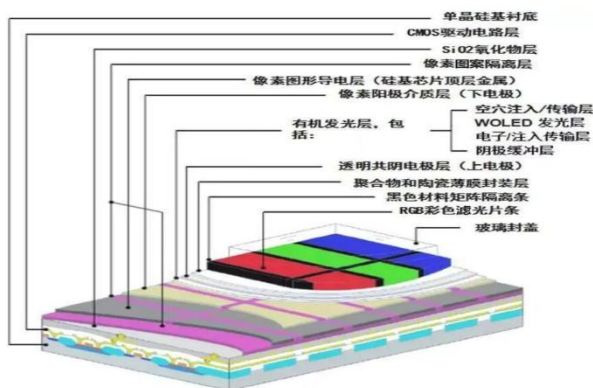 单晶硅基衬底
CMOS驱动电路层
SiO2氧化物层
像素图案隔离层
像素图形导电层（硅基芯片顶层金属）
像素阳极介质层（下电极）
有机发光层，包括：
空穴注入/传输层
WOLED 发光层
电子/注入传输层
阴极缓冲层
透明共阴电极层（上电极）
聚合物和陶瓷薄膜封装层
黑色材料矩阵隔离条
RGB彩色滤光片条
玻璃封盖